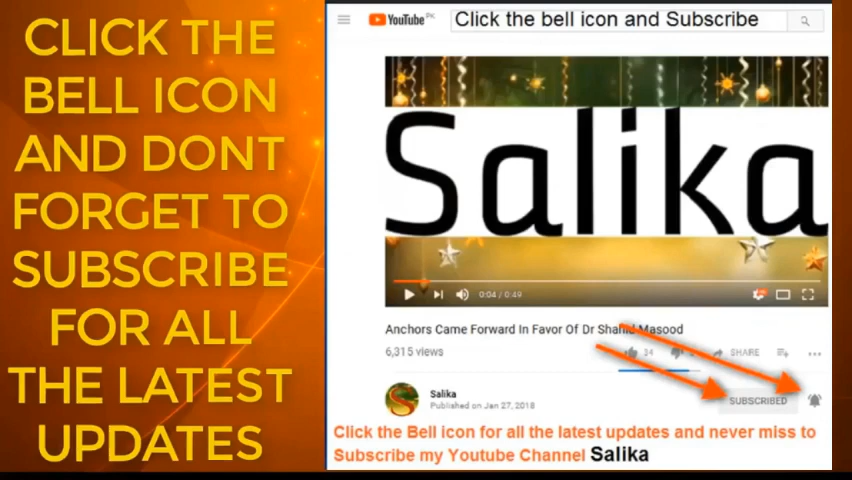 CLICK THE
BELL ICON
AND DONT
FORGET TO
SUBSCRIBE
FOR ALL
THE LATEST
UPDATES
YouTube PK
Click the bell icon and Subscribe
Salika
0:04 / 0:49
Anchors Came Forward In Favor Of Dr Shahid Masood
6,315 views
34
SHARE
Salika
Published on Jan 27, 2018
SUBSCRIBED
Click the Bell icon for all the latest updates and never miss to
Subscribe my Youtube Channel Salika